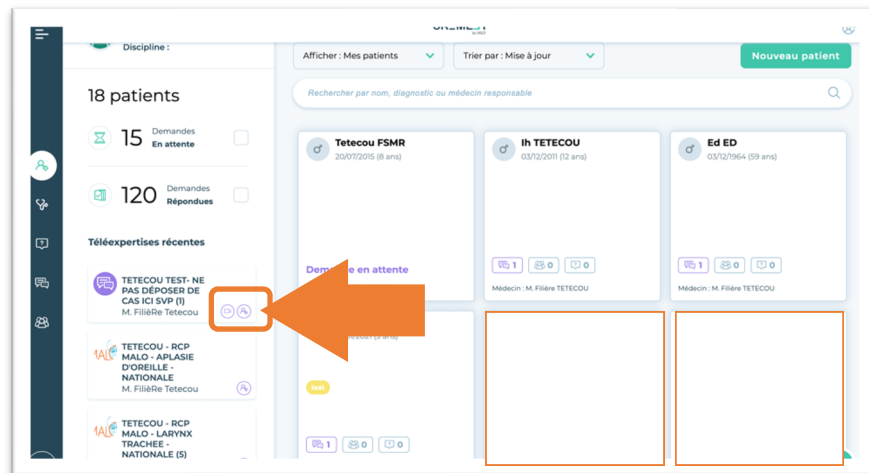 Discipline :
18 patients
15 Demandes
En attente
120 Demandes
Répondues
Téléexpertises récentes
TETECOU TEST- NE
PAS DÉPOSER DE
CAS ICI SVP (1)
M. FilièRe Tetecou
TETECOU - RCP
MALO - APLASIE
D'OREILLE -
NATIONALE
M. FilièRe Tetecou
TETECOU - RCP
MALO - LARYNX
TRACHEE -
NATIONALE (5)
Afficher : Mes patients
Trier par : Mise à jour
Nouveau patient
Rechercher par nom, diagnostic ou médecin responsable
Tetecou FSMR
20/07/2015 (8 ans)
Demande en attente
Ih TETECOU
03/12/2011 (12 ans)
1 0 0
Médecin : M. Filière TETECOU
Ed ED
03/12/1964 (59 ans)
1 0 0
Médecin : M. Filière TETECOU
test
1 0 0